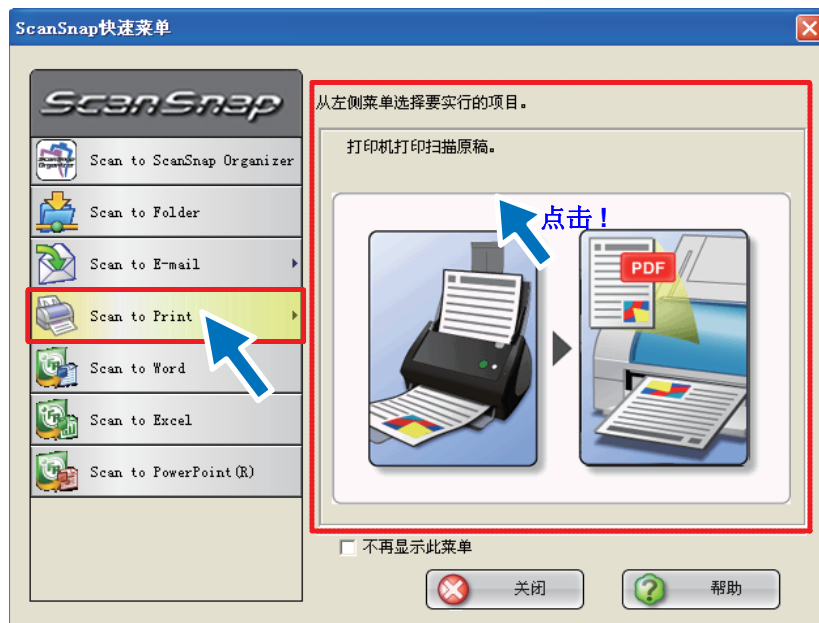 ScanSnap快速菜单
ScanSnap
Scan to ScanSnap Organizer
Scan to Folder
Scan to E-mail
Scan to Print
Scan to Word
Scan to Excel
Scan to PowerPoint(R)
从左侧菜单选择要实行的项目。
打印机打印扫描原稿。
点击！
PDF
不再显示此菜单
关闭
帮助